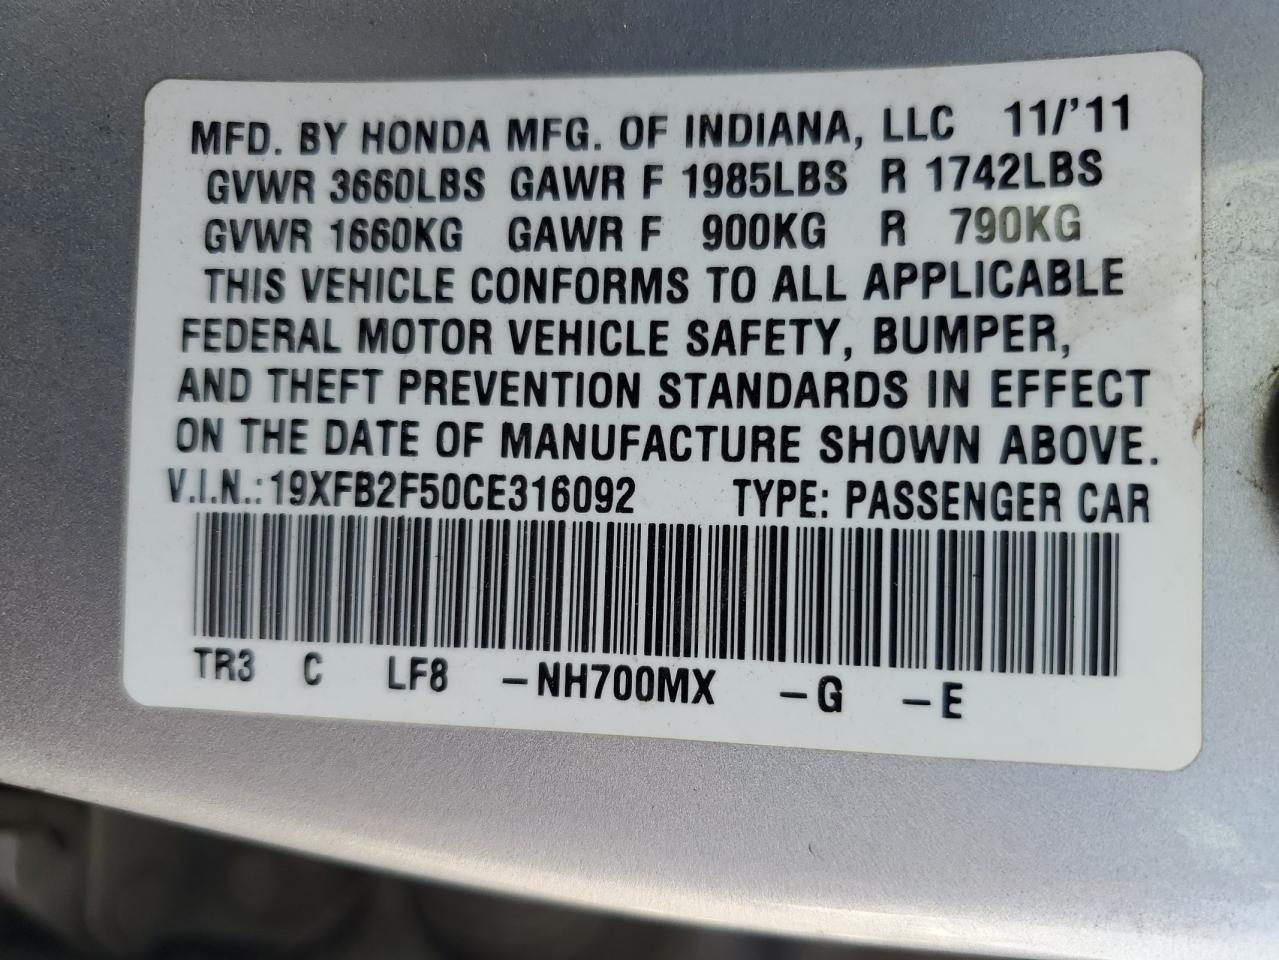 MFD. BY HONDA MFG. OF INDIANA, LLC 11/'11
GVWR 3660LBS GAWR F 1985LBS R 1742LBS
GVWR 1660KG GAWR F 900KG R 790KG
THIS VEHICLE CONFORMS TO ALL APPLICABLE
FEDERAL MOTOR VEHICLE SAFETY, BUMPER,
AND THEFT PREVENTION STANDARDS IN EFFECT
ON THE DATE OF MANUFACTURE SHOWN ABOVE.
V.I.N.: 19XFB2F50CE316092 TYPE: PASSENGER CAR
TR3 C LF8 -NH700MX -G -E